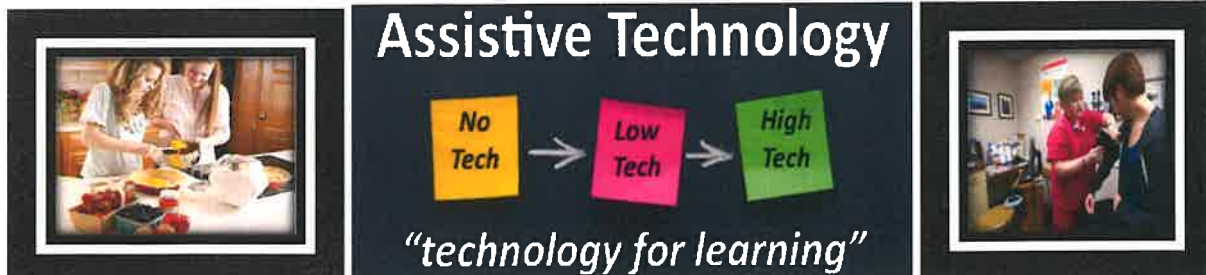 Assistive Technology
No
Tech
Low
Tech
High
Tech
"technology for learning"